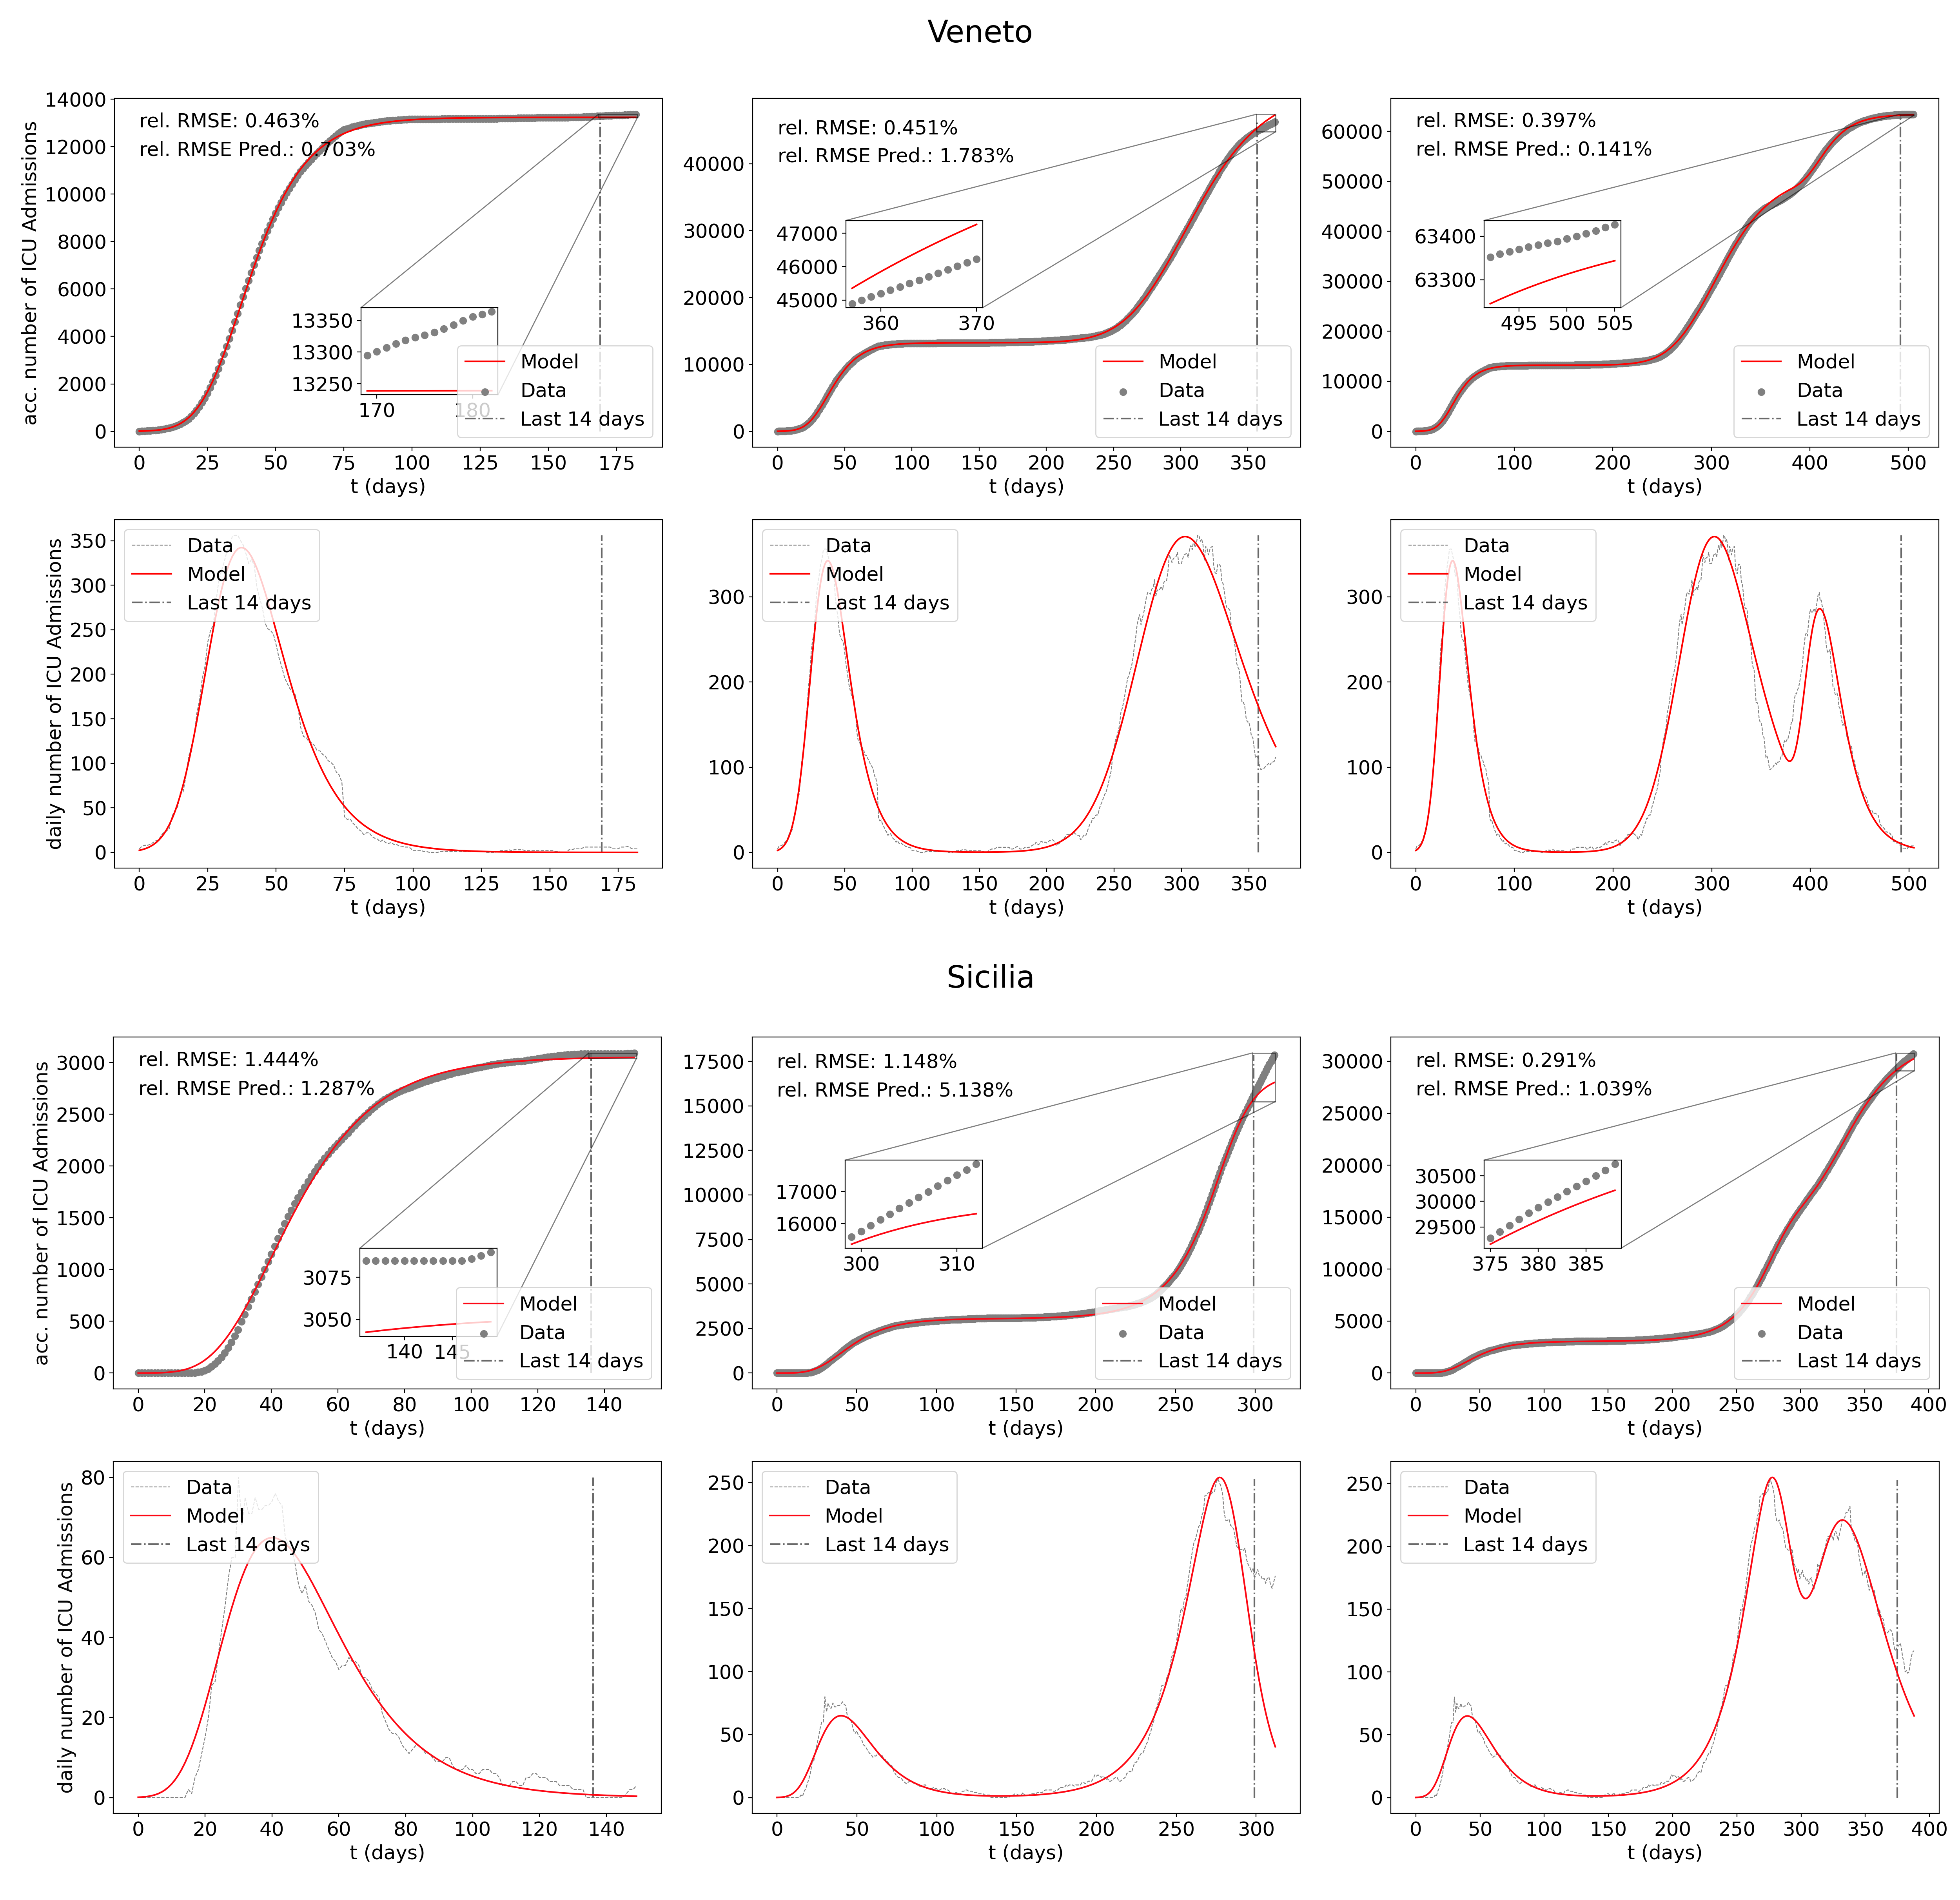 Veneto
acc. number of ICU Admissions
14000
12000
10000
8000
6000
4000
2000
0
rel. RMSE: 0.463%
rel. RMSE Pred.: 0.703%
13350
13300
13250
170 180
Model
Data
Last 14 days
0 25 50 75 100 125 150 175
t (days)
40000
30000
20000
10000
0
rel. RMSE: 0.451%
rel. RMSE Pred.: 1.783%
47000
46000
45000
360 370
Model
Data
Last 14 days
0 50 100 150 200 250 300 350
t (days)
60000
50000
40000
30000
20000
10000
0
rel. RMSE: 0.397%
rel. RMSE Pred.: 0.141%
63400
63300
495 500 505
Model
Data
Last 14 days
0 100 200 300 400 500
t (days)
daily number of ICU Admissions
350
300
250
200
150
100
50
0
Data
Model
Last 14 days
0 25 50 75 100 125 150 175
t (days)
300
200
100
0
Data
Model
Last 14 days
0 50 100 150 200 250 300 350
t (days)
300
200
100
0
Data
Model
Last 14 days
0 100 200 300 400 500
t (days)
Sicilia
acc. number of ICU Admissions
3000
2500
2000
1500
1000
500
0
rel. RMSE: 1.444%
rel. RMSE Pred.: 1.287%
3075
3050
140 145
Model
Data
Last 14 days
0 20 40 60 80 100 120 140
t (days)
17500
15000
12500
10000
7500
5000
2500
0
rel. RMSE: 1.148%
rel. RMSE Pred.: 5.138%
17000
16000
300 310
Model
Data
Last 14 days
0 50 100 150 200 250 300
t (days)
30000
25000
20000
15000
10000
5000
0
rel. RMSE: 0.291%
rel. RMSE Pred.: 1.039%
30500
30000
29500
375 380 385
Model
Data
Last 14 days
0 50 100 150 200 250 300 350 400
t (days)
daily number of ICU Admissions
80
60
40
20
0
Data
Model
Last 14 days
0 20 40 60 80 100 120 140
t (days)
250
200
150
100
50
0
Data
Model
Last 14 days
0 50 100 150 200 250 300
t (days)
250
200
150
100
50
0
Data
Model
Last 14 days
0 50 100 150 200 250 300 350 400
t (days)